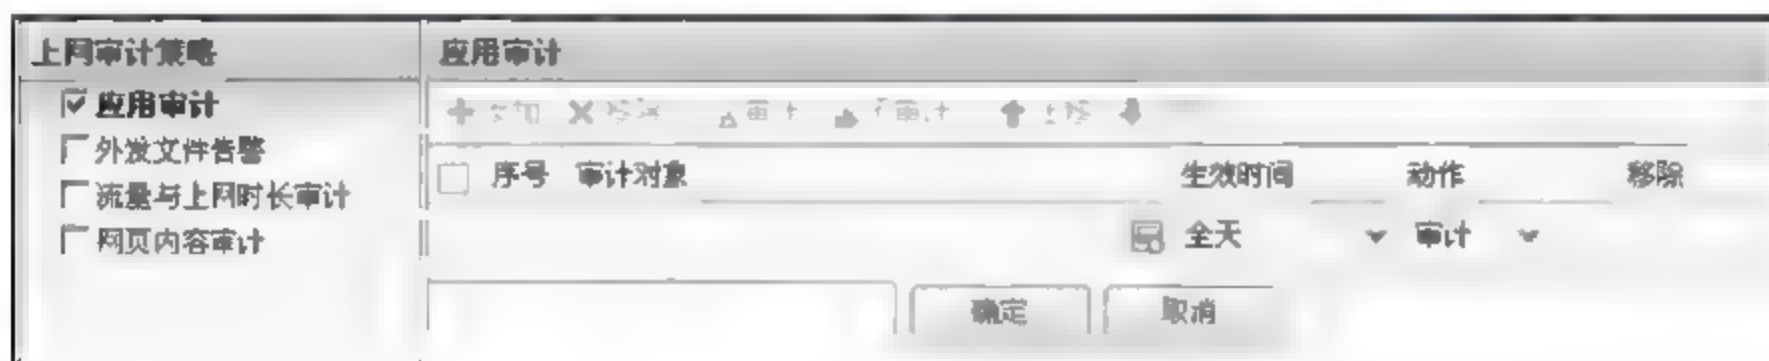 上网审计策略
应用审计
外发文件告警
流量与上网时长审计
网页内容审计
应用审计
序号 审计对象 生效时间 动作 移除
全天 审计
确定 取消